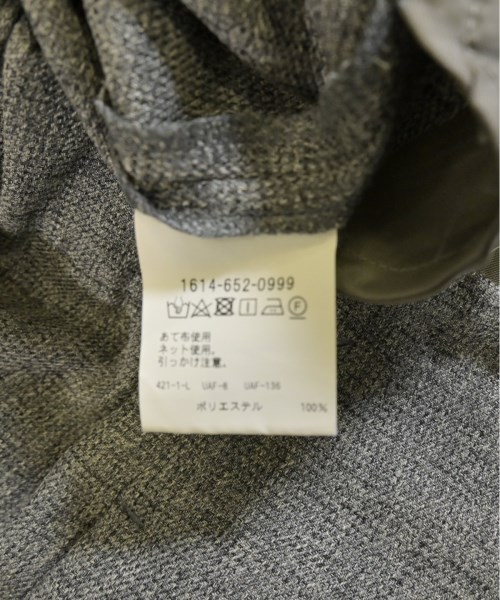 1614-652-0999
F
あて布使用
ネット使用。
引っかけ注意。
421-1-L UAF-6 UAF-136
ポリエステル 100%